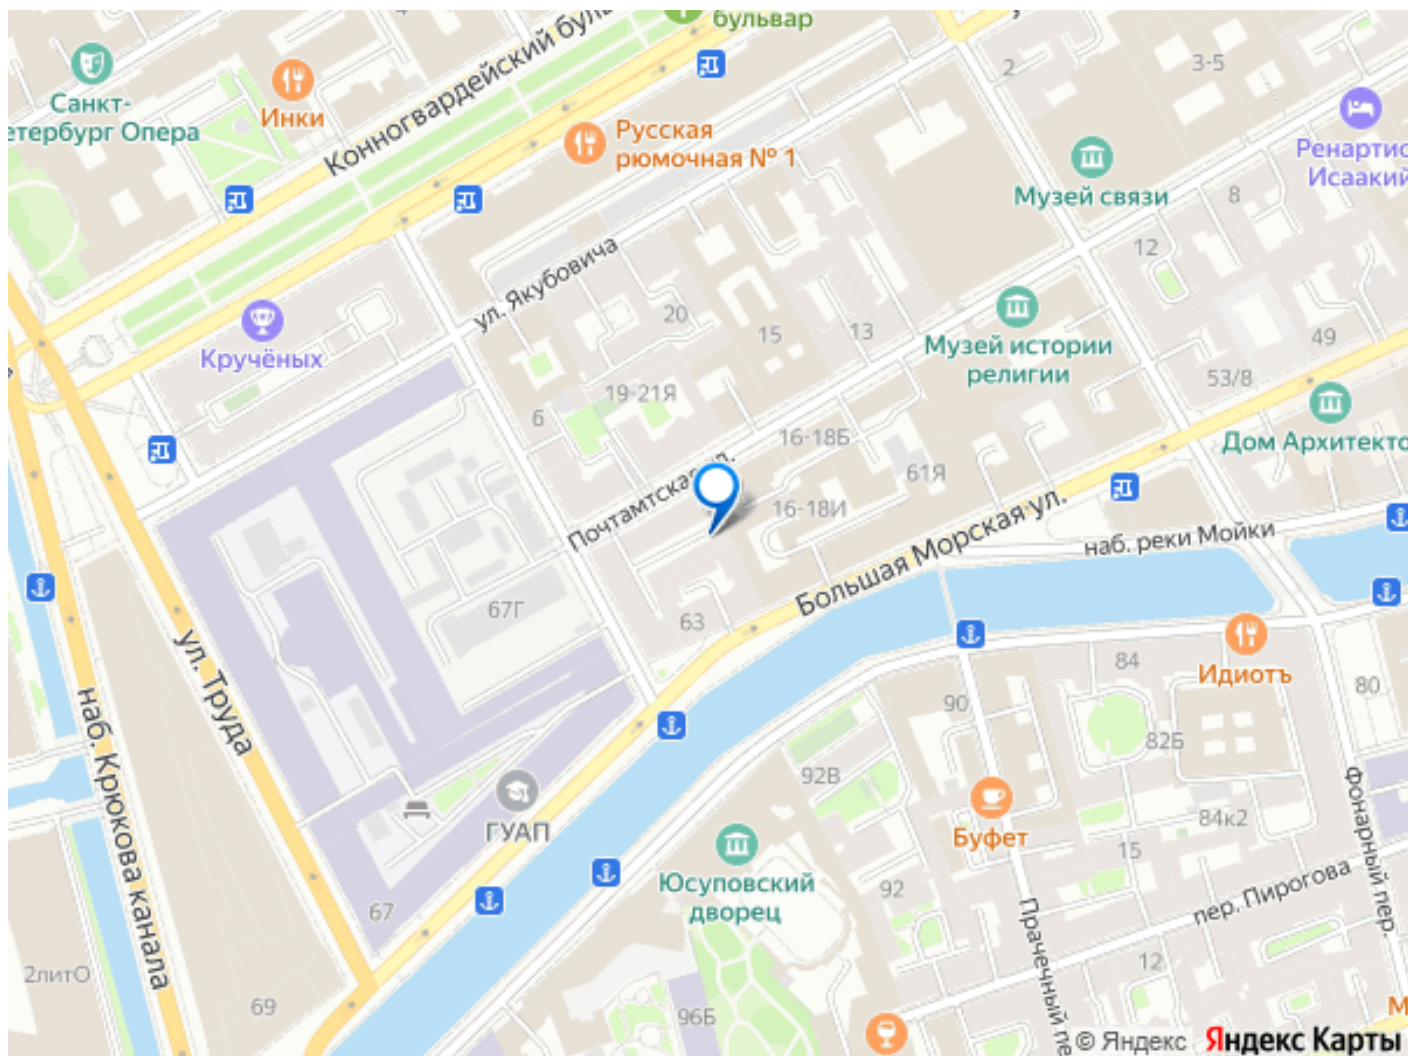 бульвар
Санкт-
етербург Опера
Инки
Конногвардейский буль
Русская
рюмочная № 1
2
3-5
Ренартис
Исаакий
Музей связи
8
12
ул. Якубовича
20
15
13
Кручёных
Музей истории
религии
49
53/8
19-21Я
6
16-18Б
Дом Архитекто
61Я
Почтамтская ул.
16-18И
Большая Морская ул.
наб. реки Мойки
67Г
63
ул. Труда
84
Идиотъ
80
наб. Крюкова канала
90
82Б
92В
ГУАП
Буфет
84к2
Фонарный пер.
15
Юсуповский
дворец
92
пер. Пирогова
67
Прачечный пе
12
2литО
69
96Б
М
© Яндекс Яндекс Карты